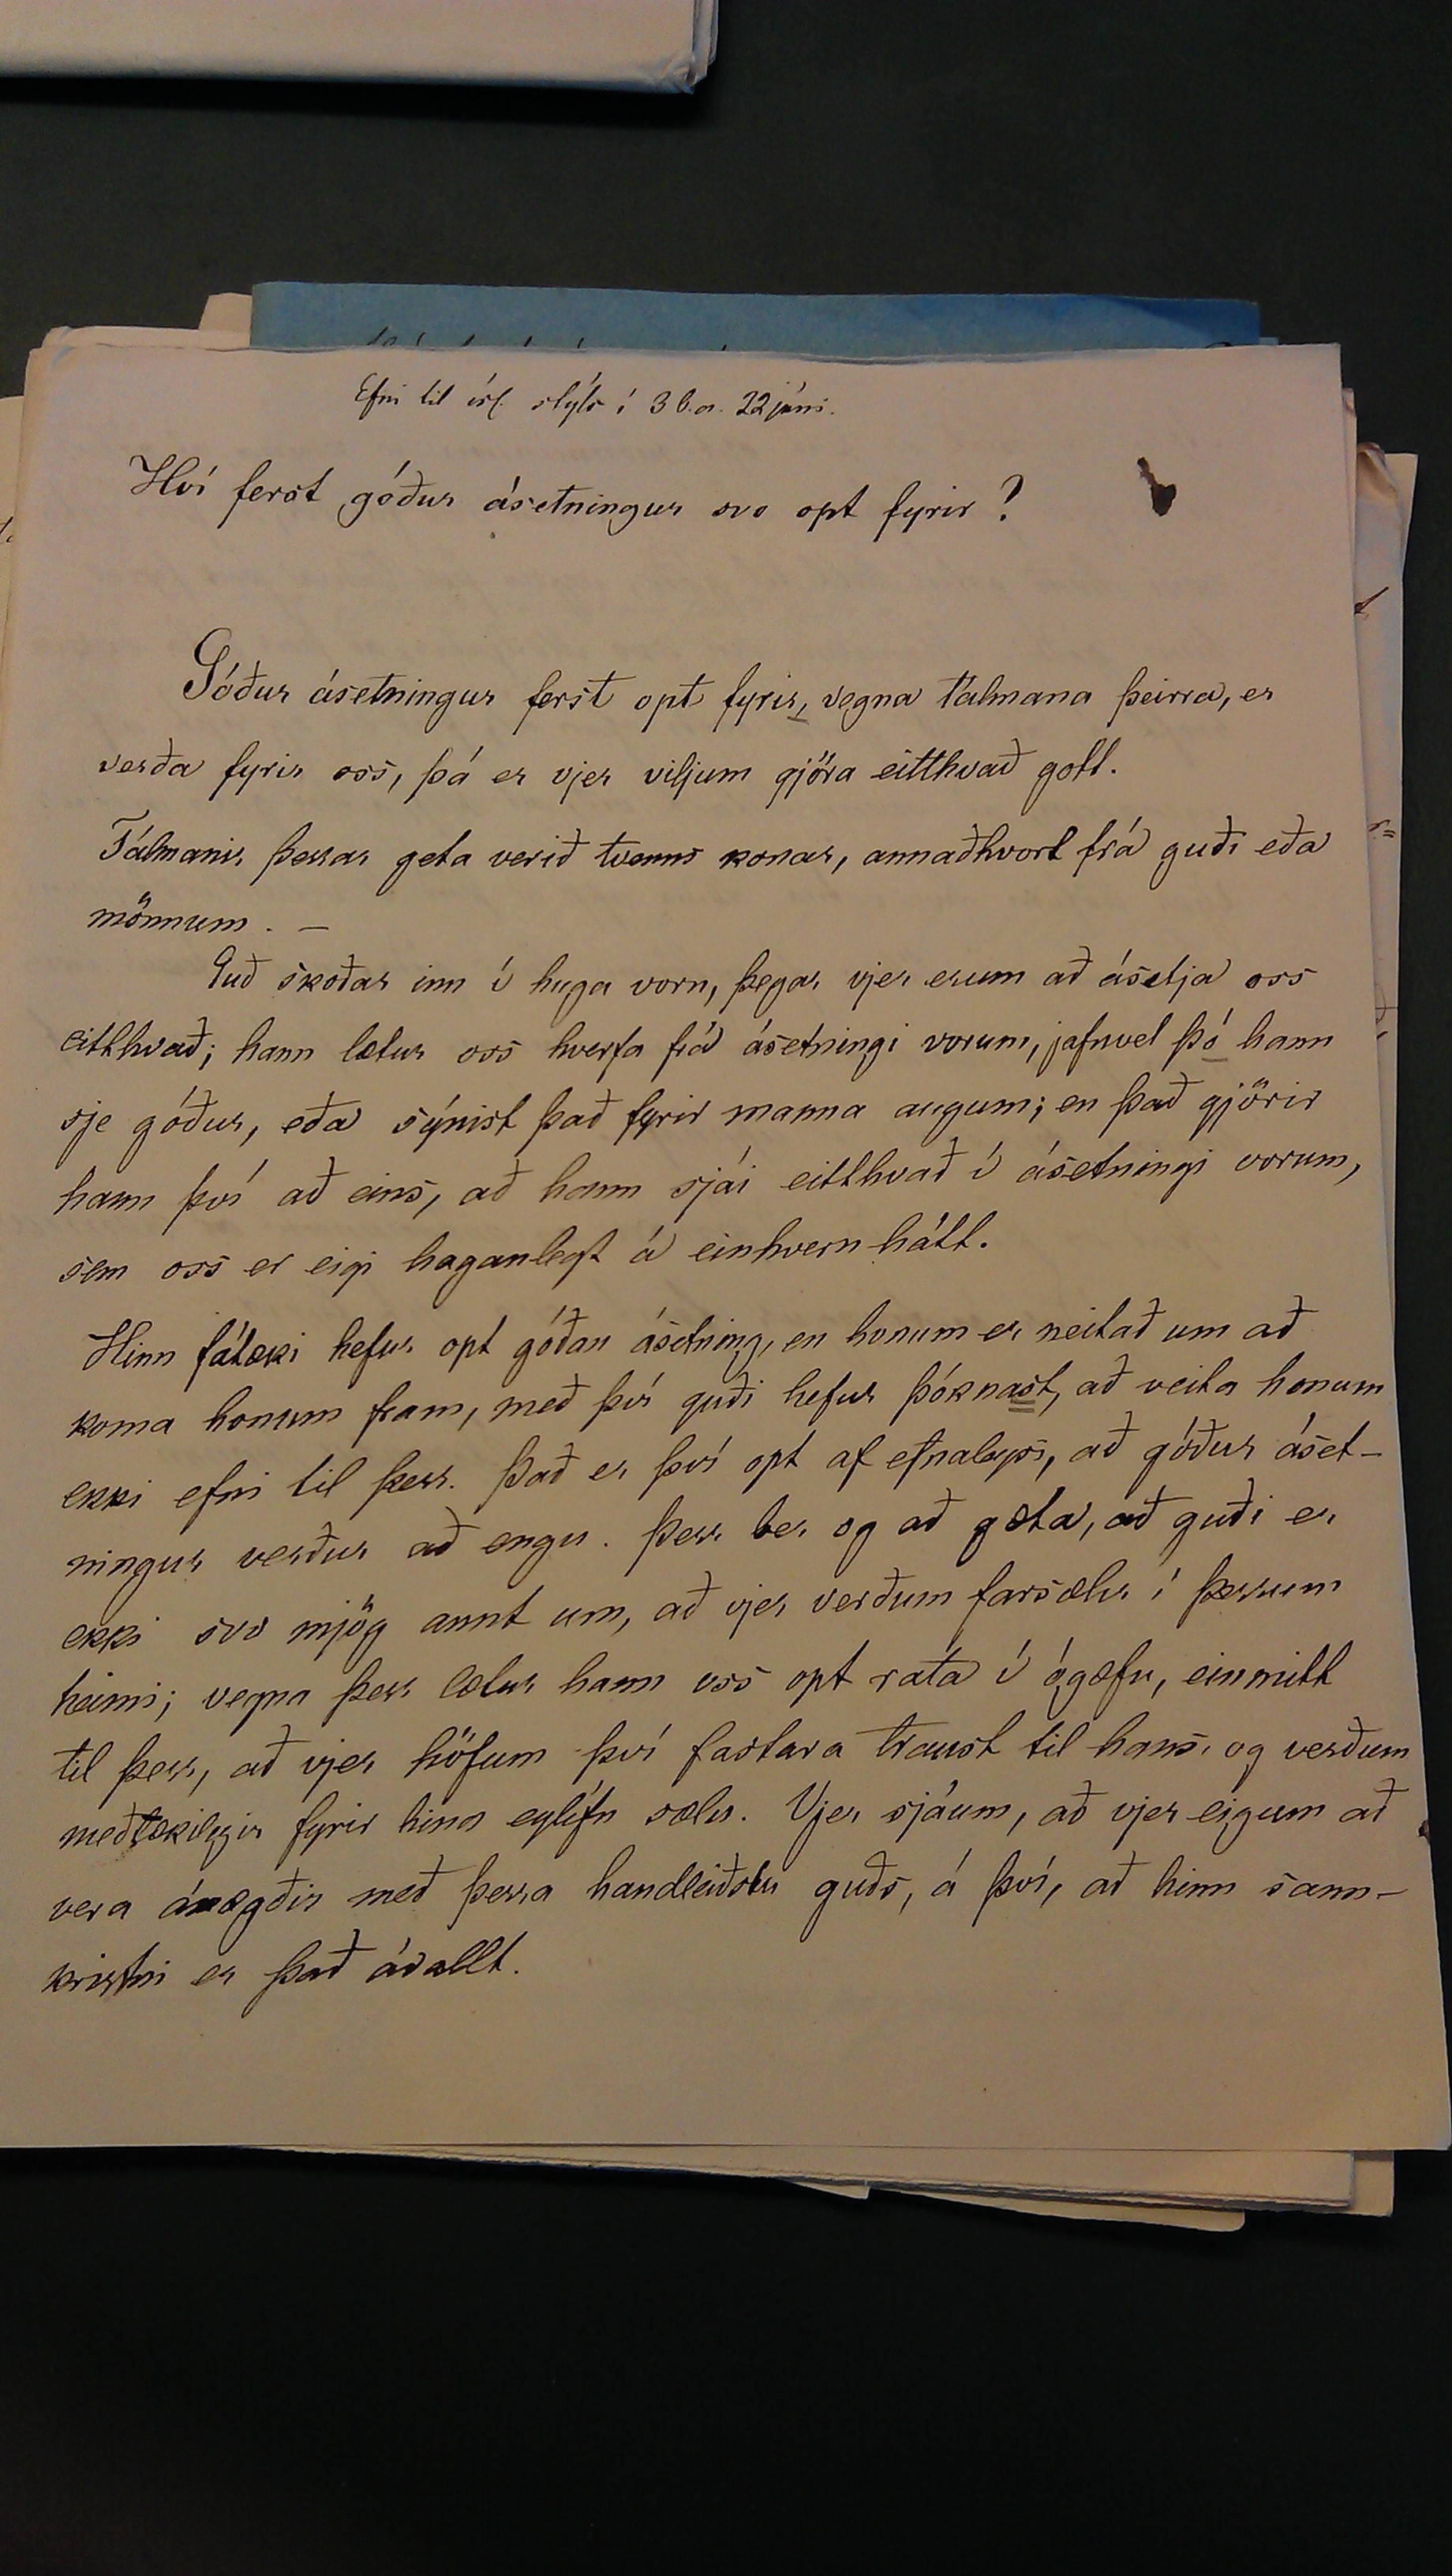 Efni til ísl. stýls í 3 b. a. 22 júni.
Hví ferst góður ásetningur svo opt fyrir?
Góður ásetningur ferst opt fyrir, vegna tálmana þeirra, er
verða fyrir oss, þá er vjer viljum gjöra eitthvað gott.
Tálmanir þessar geta verið tvenns konar, annaðhvort frá guði eða
mönnum. –
Guð skoðar inn í huga vorn, þegar vjer erum að ásetja oss
eitthvað; hann lætur oss hverfa frá ásetningi vorum, jafnvel þó hann
sje góður, eða sýnist það fyrir manna augum; en það gjörir
hann því að eins, að hann sjái eitthvað í ásetningi vorum,
sem oss er eigi haganlegt á einhvern hátt.
Hinn fátæki hefur opt góðan ásetning, en honum er neitað um að
koma honum fram, með því guði hefur þóknast, að veita honum
ekki efni til þess. Það er því opt af efnaleysi, að góður áset-
ningur verður að engu. Þess ber og að gæta, að guði er
ekki svo mjög annt um, að vjer verðum farsælir í þessum
heimi; vegna þess lætur hann oss opt rata í ógæfu, einmitt
til þess, að vjer höfum því fastara traust til hans, og verðum
meðtækilegir fyrir hina eylífu sælu. Vjer sjáum, að vjer eigum að
vera ánægðir með þessa handleiðslu guðs, á því, að hinn sann-
kristni er það ávallt.